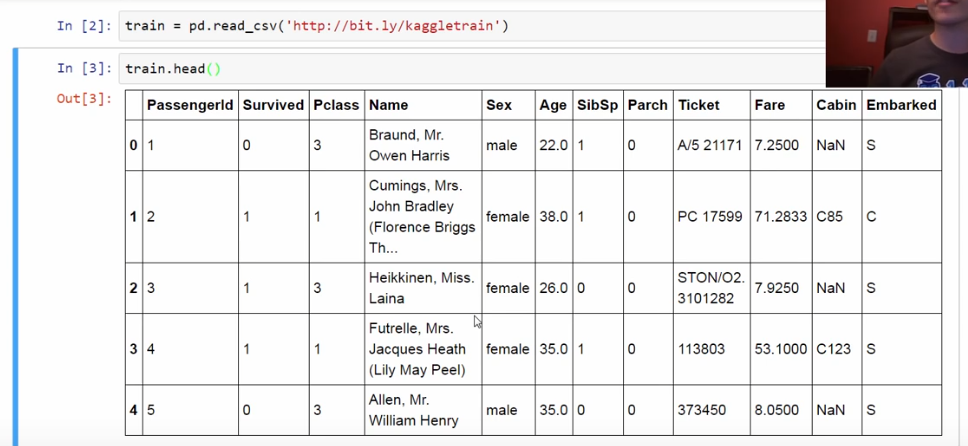 In [2]: train = pd.read_csv('http://bit.ly/kaggletrain')
In [3]: train.head()
Out[3]:
PassengerId Survived Pclass Name Sex Age SibSp Parch Ticket Fare Cabin Embarked
0 1 0 3 Braund, Mr. Owen Harris male 22.0 1 0 A/5 21171 7.2500 NaN S
1 2 1 1 Cumings, Mrs. John Bradley (Florence Briggs Th... female 38.0 1 0 PC 17599 71.2833 C85 C
2 3 1 3 Heikkinen, Miss. Laina female 26.0 0 0 STON/O2. 3101282 7.9250 NaN S
3 4 1 1 Futrelle, Mrs. Jacques Heath (Lily May Peel) female 35.0 1 0 113803 53.1000 C123 S
4 5 0 3 Allen, Mr. William Henry male 35.0 0 0 373450 8.0500 NaN S